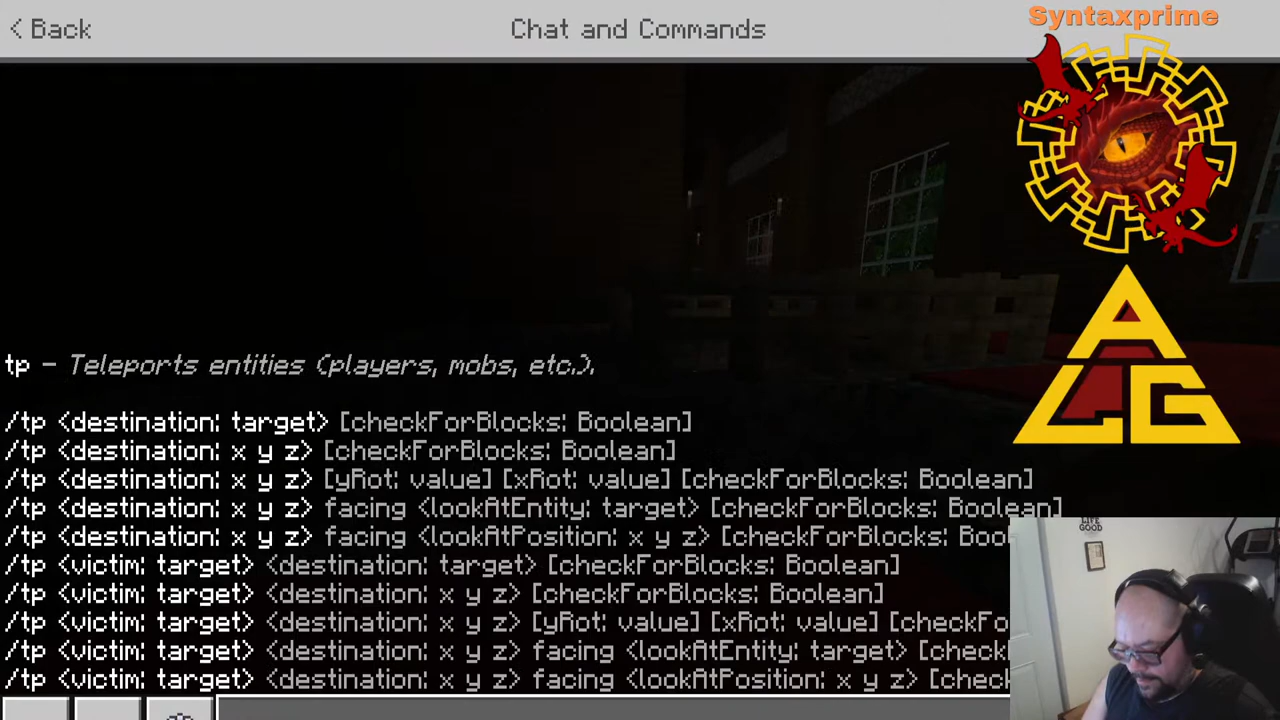 Syntaxprime
< Back
Chat and Commands
ALG
tp - Teleports entities (players, mobs, etc.).
/tp <destination: target> [checkForBlocks: Boolean]
/tp <destination: x y z> [checkForBlocks: Boolean]
/tp <destination: x y z> [yRot: value] [xRot: value] [checkForBlocks: Boolean]
/tp <destination: x y z> facing <lookAtEntity: target> [checkForBlocks: Boolean]
/tp <destination: x y z> facing <lookAtPosition: x y z> [checkForBlocks: Boo
/tp <victim: target> <destination: target> [checkForBlocks: Boolean]
/tp <victim: target> <destination: x y z> [checkForBlocks: Boolean]
/tp <victim: target> <destination: x y z> [yRot: value] [xRot: value] [checkFo
/tp <victim: target> <destination: x y z> facing <lookAtEntity: target> [check
/tp <victim: target> <destination: x y z> facing <lookAtPosition: x y z> [check
LIFE
GOOD